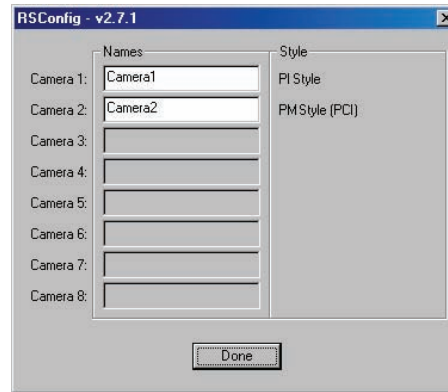 RSConfig - v2.7.1
Names Style
Camera 1: Camera1 PI Style
Camera 2: Camera2 PM Style (PCI)
Camera 3:
Camera 4:
Camera 5:
Camera 6:
Camera 7:
Camera 8:
Done